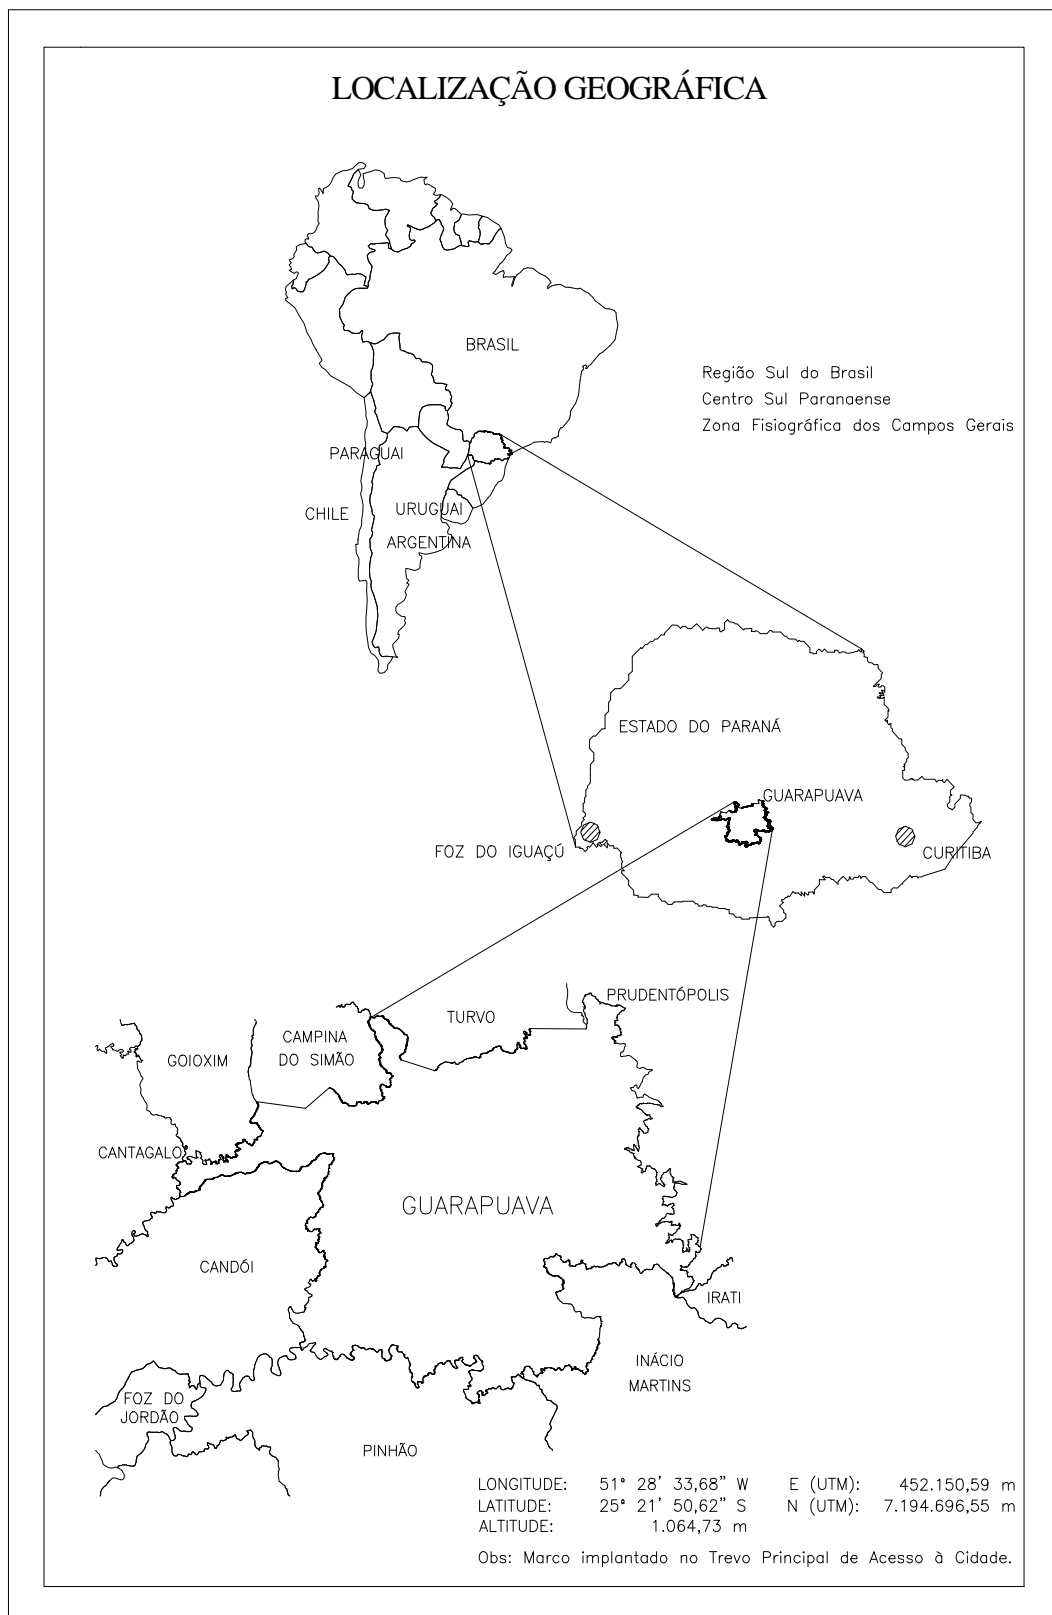 LOCALIZAÇÃO GEOGRÁFICA
BRASIL
Região Sul do Brasil
Centro Sul Paranaense
Zona Fisiográfica dos Campos Gerais
PARAGUAI
CHILE
URUGUAI
ARGENTINA
ESTADO DO PARANÁ
GUARAPUAVA
FOZ DO IGUAÇÚ
CURITIBA
PRUDENTÓPOLIS
TURVO
CAMPINA
DO SIMÃO
GOIOXIM
CANTAGALO
GUARAPUAVA
CANDÓI
IRATI
INÁCIO
MARTINS
FOZ DO
JORDÃO
PINHÃO
LONGITUDE: 51° 28' 33,68" W E (UTM): 452.150,59 m
LATITUDE: 25° 21' 50,62" S N (UTM): 7.194.696,55 m
ALTITUDE: 1.064,73 m
Obs: Marco implantado no Trevo Principal de Acesso à Cidade.